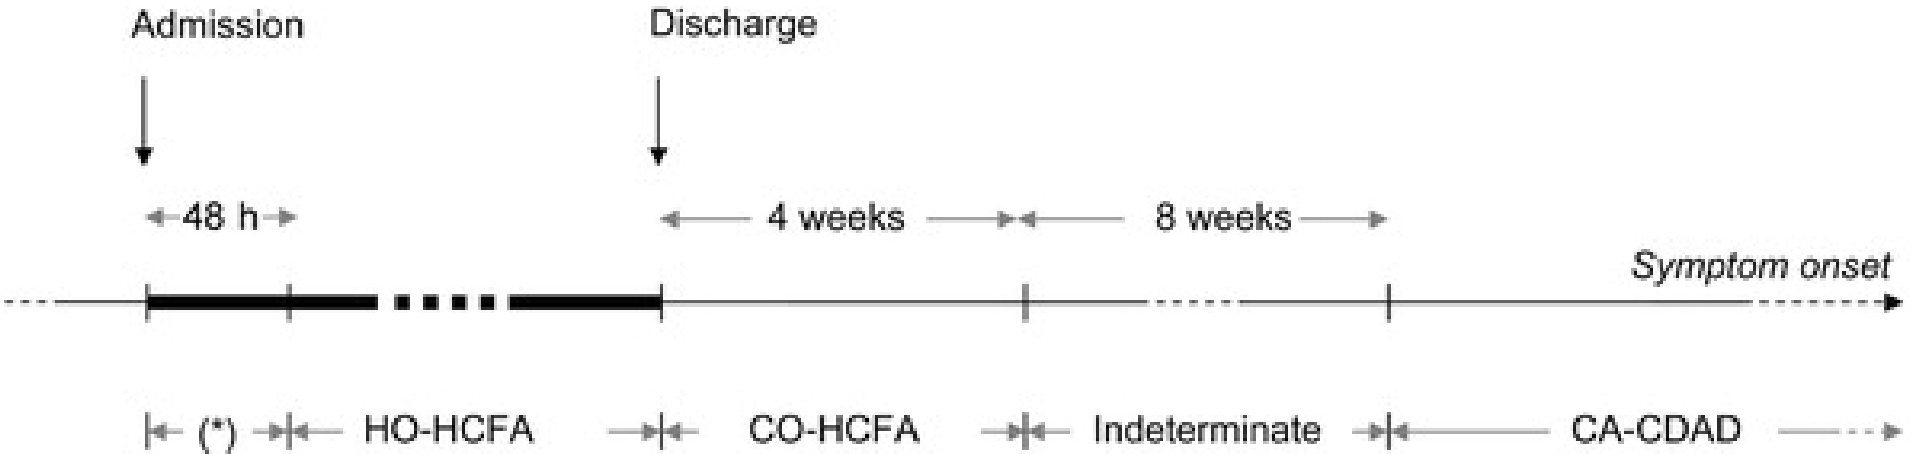 Admission Discharge
48 h 4 weeks 8 weeks
Symptom onset
(*) HO-HCFA CO-HCFA Indeterminate CA-CDAD